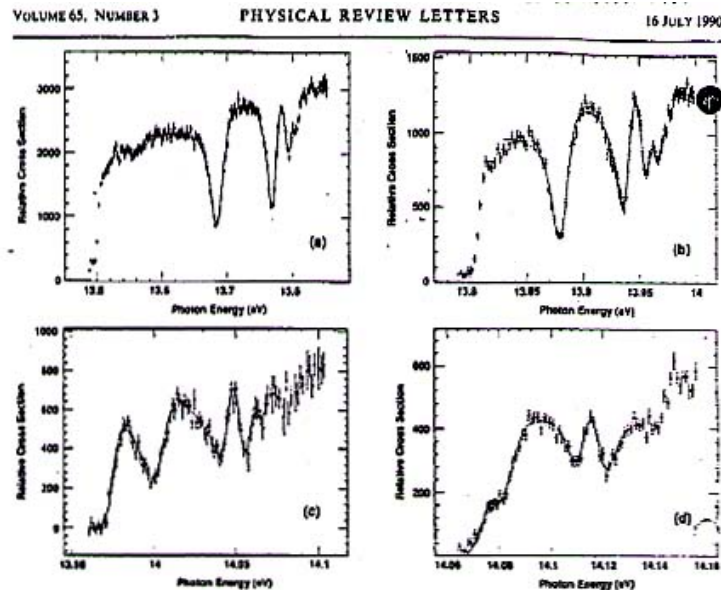 VOLUME 65, NUMBER 3 PHYSICAL REVIEW LETTERS 16 JULY 1990
3000
2000
1000
0
Relative Cross Section
(a)
13.6 13.7 13.8
Photon Energy (eV)
1500
1000
500
0
Relative Cross Section
(b)
13.85 13.9 13.95 14
Photon Energy (eV)
1000
800
600
400
200
0
Relative Cross Section
(c)
14 14.05 14.1
Photon Energy (eV)
600
400
200
Relative Cross Section
(d)
14.06 14.08 14.1 14.12 14.14 14.16
Photon Energy (eV)